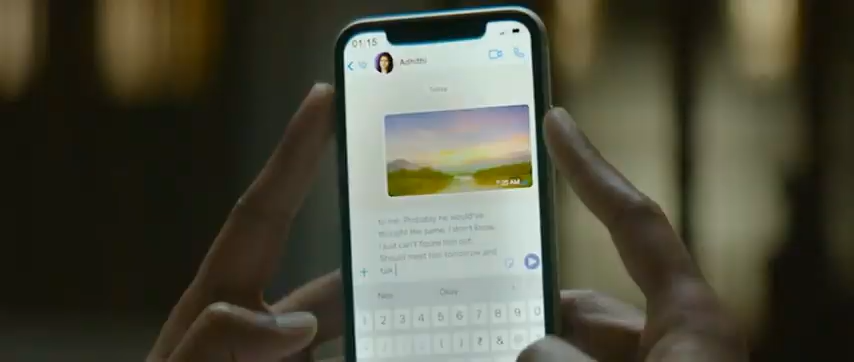 01:15
Adhithi
Today
7:35 AM
to me. Probably he would've
thought the same. I don't know.
I just can't figure him out.
Should meet him tomorrow and
talk
Okay
1 2 3 4 5 6 7 8 9 0
₹ & @